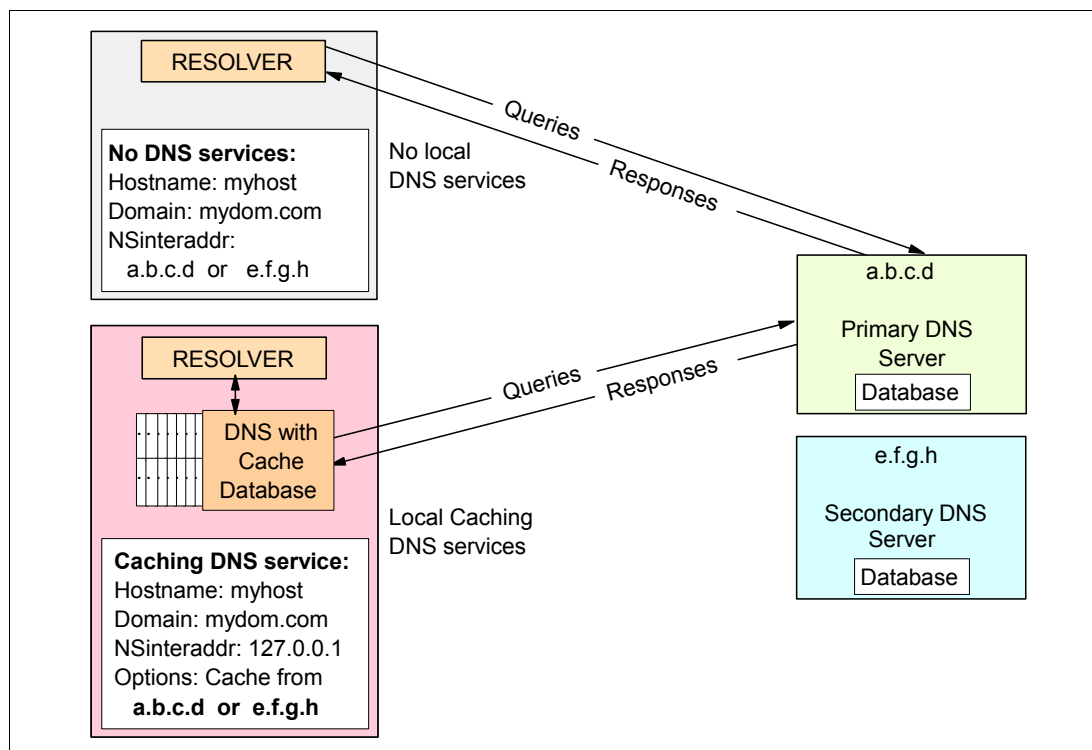 RESOLVER
No DNS services:
Hostname: myhost
Domain: mydom.com
NSinteraddr:
a.b.c.d or e.f.g.h
No local
DNS services
Queries
Responses
a.b.c.d
Primary DNS
Server
Database
RESOLVER
DNS with
Cache
Database
Queries
Responses
Local Caching
DNS services
Caching DNS service:
Hostname: myhost
Domain: mydom.com
NSinteraddr: 127.0.0.1
Options: Cache from
a.b.c.d or e.f.g.h
e.f.g.h
Secondary DNS
Server
Database